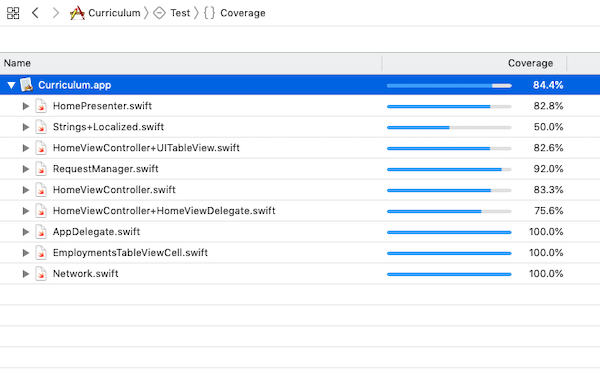 Curriculum Test { } Coverage
Name Coverage
Curriculum.app 84.4%
HomePresenter.swift 82.8%
Strings+Localized.swift 50.0%
HomeViewController+UITableView.swift 82.6%
RequestManager.swift 92.0%
HomeViewController.swift 83.3%
HomeViewController+HomeViewDelegate.swift 75.6%
AppDelegate.swift 100.0%
EmploymentsTableViewCell.swift 100.0%
Network.swift 100.0%